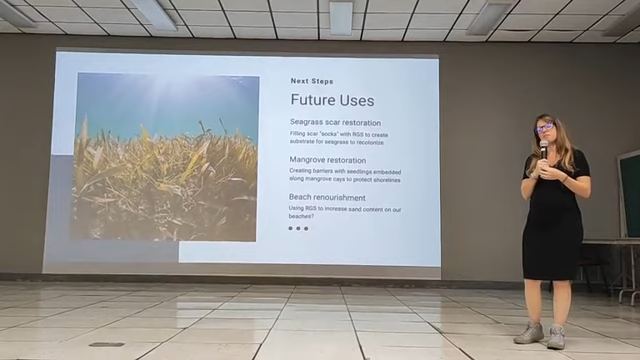 Next Steps
Future Uses
Seagrass scar restoration
Filling scar "socks" with RGS to create
substrate for seagrass to recolonize
Mangrove restoration
Creating barriers with seedlings embedded
along mangrove cays to protect shorelines
Beach renourishment
Using RGS to increase sand content on our
beaches?